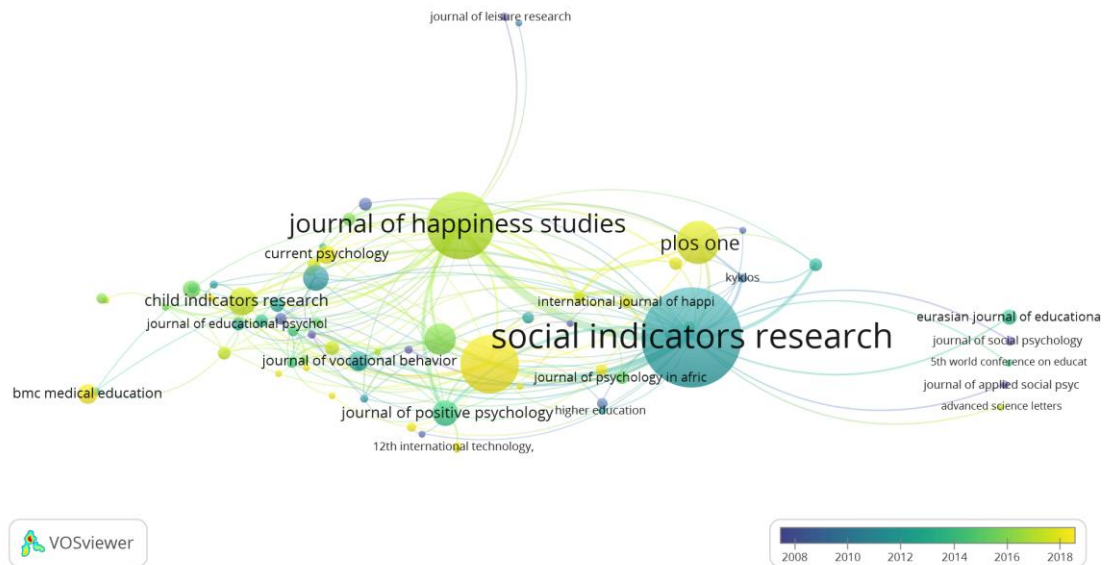 journal of leisure research
journal of happiness studies
plos one
current psychology
kyklos
child indicators research
international journal of happi
eurasian journal of educationa
journal of educational psychol
social indicators research
journal of social psychology
journal of vocational behavior
5th world conference on educat
journal of psychology in afric
journal of applied social psyc
bmc medical education
advanced science letters
journal of positive psychology
higher education
12th international technology,
VOSviewer
2008 2010 2012 2014 2016 2018